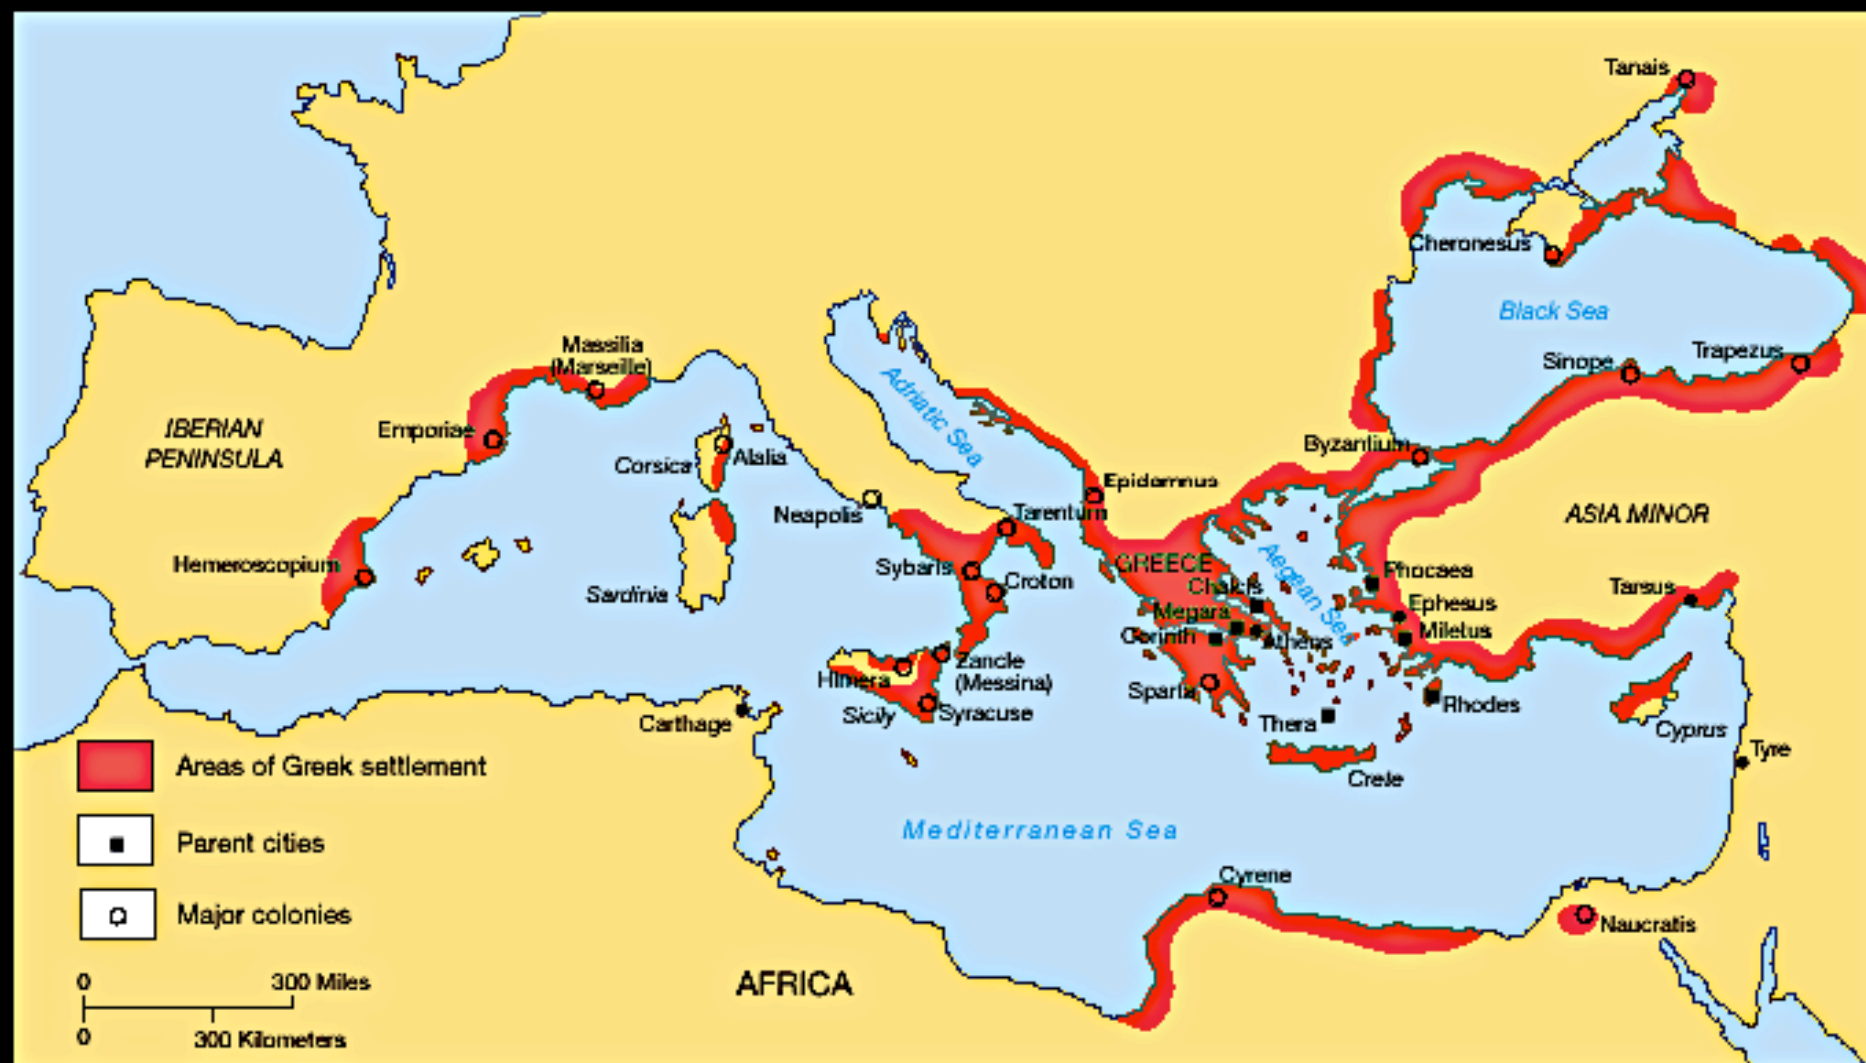 Tanais
Cheronesus
Black Sea
Sinope
Trapezus
Massilia
(Marseille)
Adriatic Sea
IBERIAN
PENINSULA
Emporiae
Corsica
Alalia
Byzantium
Epidamnus
Neapolis
Tarentum
ASIA MINOR
Hemeroscopium
Sardinia
Sybaris
Croton
GREECE
Aegean Sea
Chalcis
Phocaea
Tarsus
Megara
Ephesus
Corinth
Athens
Miletus
Himera
Zancle
(Messina)
Sparta
Rhodes
Sicily
Syracuse
Carthage
Thera
Cyprus
Tyre
Crete
Areas of Greek settlement
Parent cities
Major colonies
Mediterranean Sea
Cyrene
Naucratis
AFRICA
0 300 Miles
0 300 Kilometers